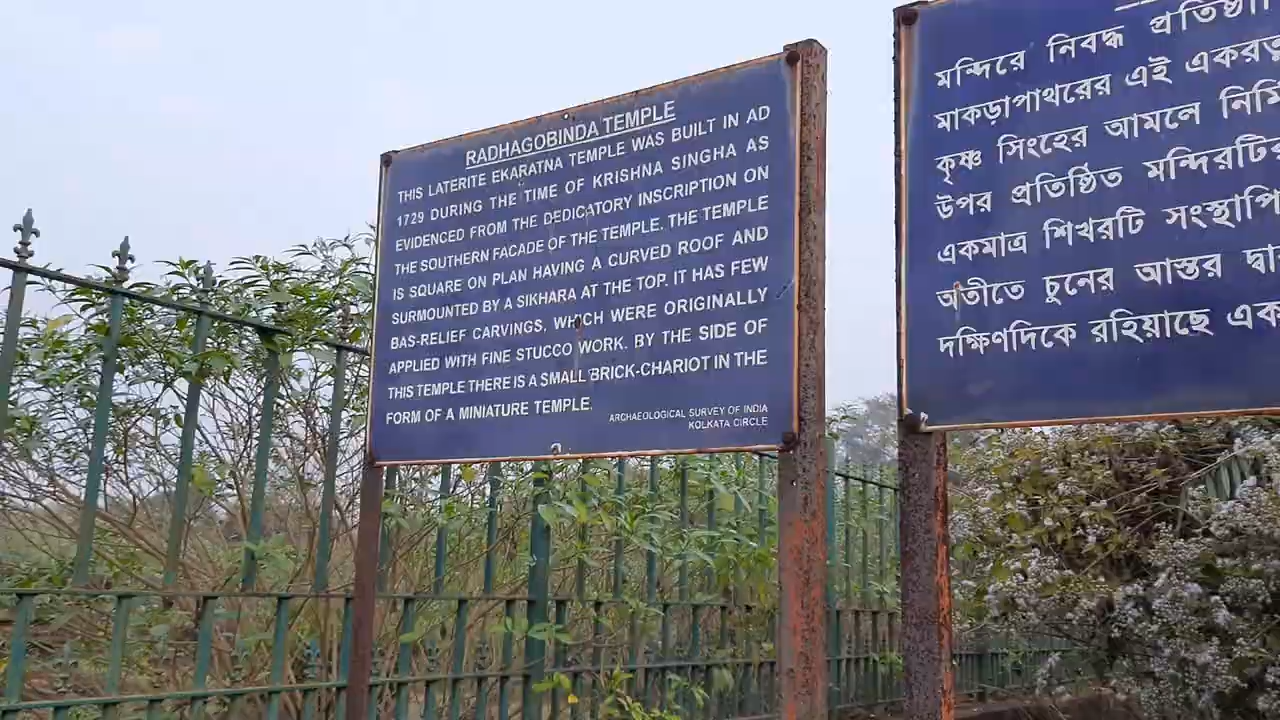 RADHAGOBINDA TEMPLE
THIS LATERITE EKARATNA TEMPLE WAS BUILT IN AD
1729 DURING THE TIME OF KRISHNA SINGHA AS
EVIDENCED FROM THE DEDICATORY INSCRIPTION ON
THE SOUTHERN FACADE OF THE TEMPLE. THE TEMPLE
IS SQUARE ON PLAN HAVING A CURVED ROOF AND
SURMOUNTED BY A SIKHARA AT THE TOP. IT HAS FEW
BAS-RELIEF CARVINGS, WHICH WERE ORIGINALLY
APPLIED WITH FINE STUCCO WORK. BY THE SIDE OF
THIS TEMPLE THERE IS A SMALL BRICK-CHARIOT IN THE
FORM OF A MINIATURE TEMPLE.
ARCHAEOLOGICAL SURVEY OF INDIA
KOLKATA CIRCLE
মন্দিরে নিবদ্ধ
মাকড়াপাথরের এই
কৃষ্ণ সিংহের আমলে
উপর প্রতিষ্ঠিত
একমাত্র শিখরটি
অতীতে চুনের আস্তর
দক্ষিণদিকে রহিয়াছে